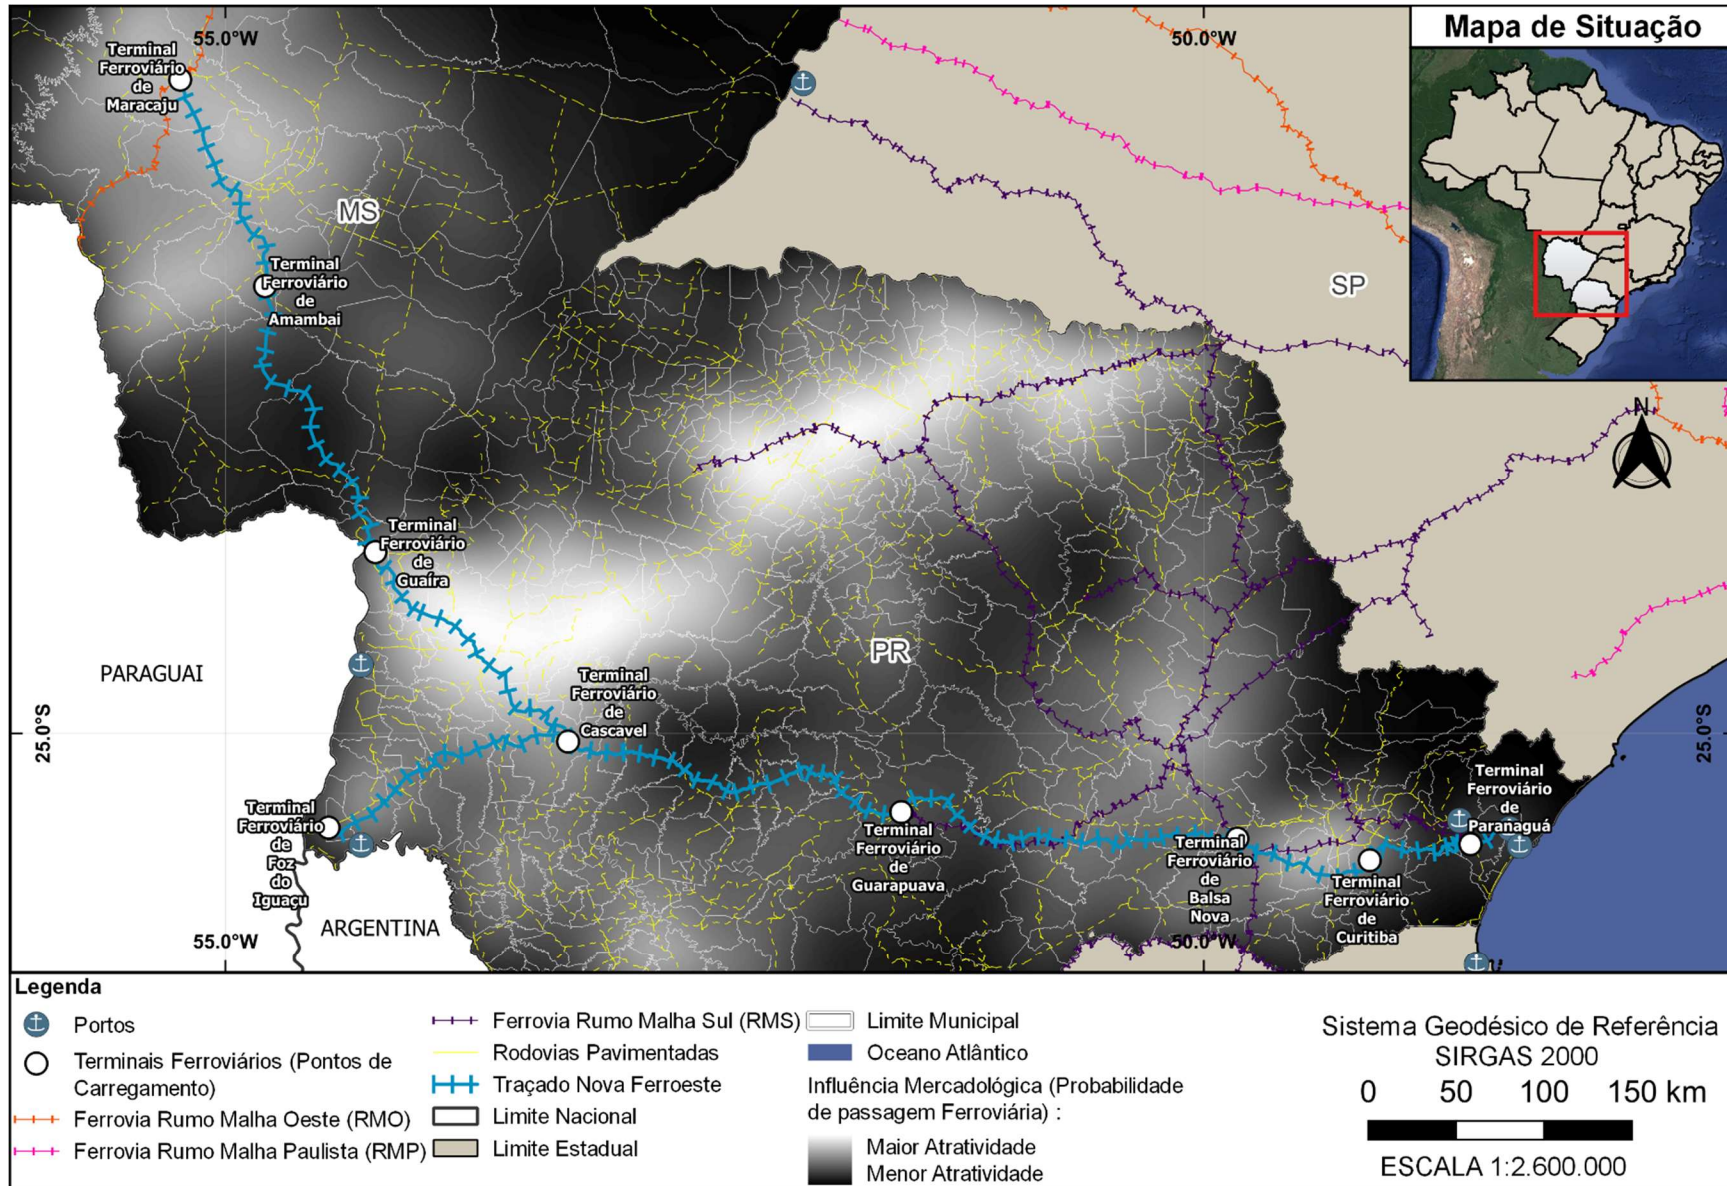 55.0°W
50.0°W
Mapa de Situação
Terminal
Ferroviário
de
Maracaju
MS
Terminal
Ferroviário
de
Amambai
SP
N
Terminal
Ferroviário
de
Guaíra
PARAGUAI
PR
Terminal
Ferroviário
de
Cascavel
25.0°S
25.0°S
Terminal
Ferroviário
de
Foz
do
Iguaçu
Terminal
Ferroviário
de
Guarapuava
Terminal
Ferroviário
de
Balsa
Nova
Terminal
Ferroviário
de
Curitiba
Terminal
Ferroviário
de
Paranaguá
ARGENTINA
55.0°W
50.0°W
Legenda
Portos
Terminais Ferroviários (Pontos de
Carregamento)
Ferrovia Rumo Malha Oeste (RMO)
Ferrovia Rumo Malha Paulista (RMP)
Ferrovia Rumo Malha Sul (RMS)
Rodovias Pavimentadas
Traçado Nova Ferroeste
Limite Nacional
Limite Estadual
Limite Municipal
Oceano Atlântico
Influência Mercadológica (Probabilidade
de passagem Ferroviária) :
Maior Atratividade
Menor Atratividade
Sistema Geodésico de Referência
SIRGAS 2000
0 50 100 150 km
ESCALA 1:2.600.000